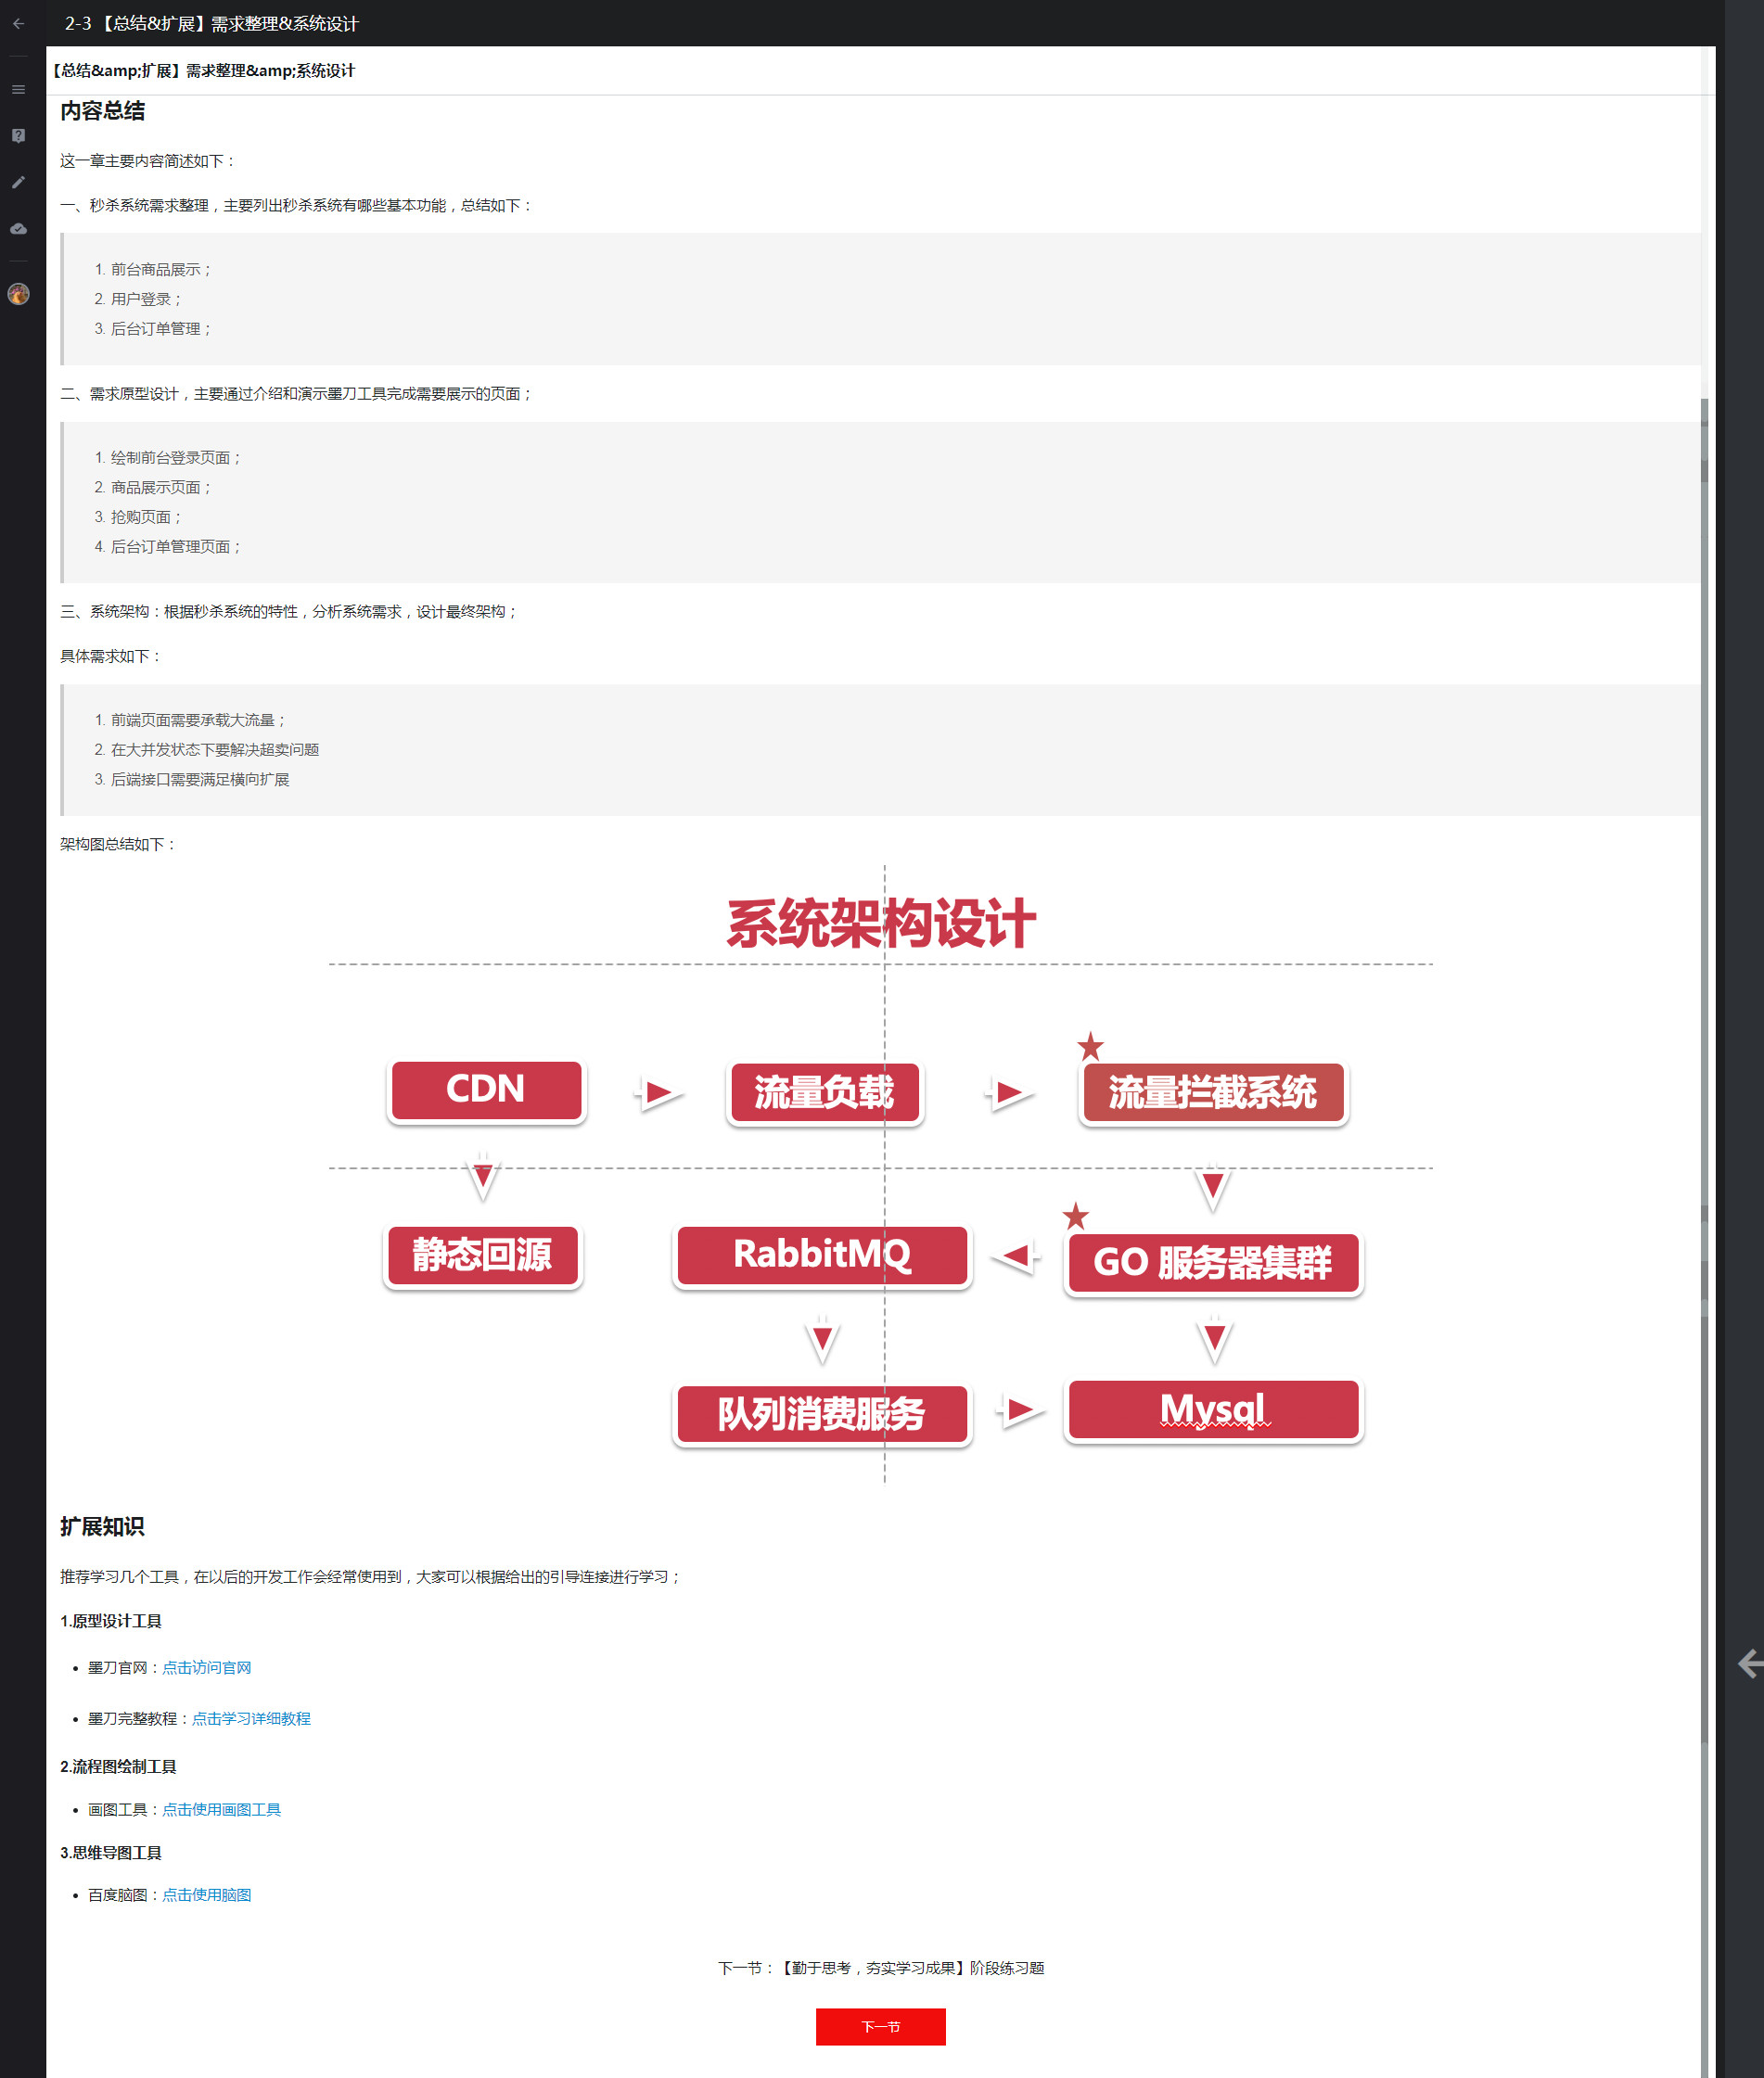 2-3 【总结&扩展】需求整理&系统设计
【总结&amp;扩展】需求整理&amp;系统设计
内容总结
这一章主要内容简述如下：
一、秒杀系统需求整理，主要列出秒杀系统有哪些基本功能，总结如下：
1. 前台商品展示；
2. 用户登录；
3. 后台订单管理；
二、需求原型设计，主要通过介绍和演示墨刀工具完成需要展示的页面；
1. 绘制前台登录页面；
2. 商品展示页面；
3. 抢购页面；
4. 后台订单管理页面；
三、系统架构：根据秒杀系统的特性，分析系统需求，设计最终架构；
具体需求如下：
1. 前端页面需要承载大流量；
2. 在大并发状态下要解决超卖问题
3. 后端接口需要满足横向扩展
架构图总结如下：
系统架构设计
CDN
流量负载
流量拦截系统
静态回源
RabbitMQ
GO 服务器集群
队列消费服务
Mysql
扩展知识
推荐学习几个工具，在以后的开发工作会经常使用到，大家可以根据给出的引导连接进行学习；
1.原型设计工具
• 墨刀官网：点击访问官网
• 墨刀完整教程：点击学习详细教程
2.流程图绘制工具
• 画图工具：点击使用画图工具
3.思维导图工具
• 百度脑图：点击使用脑图
下一节：【勤于思考，夯实学习成果】阶段练习题
下一节